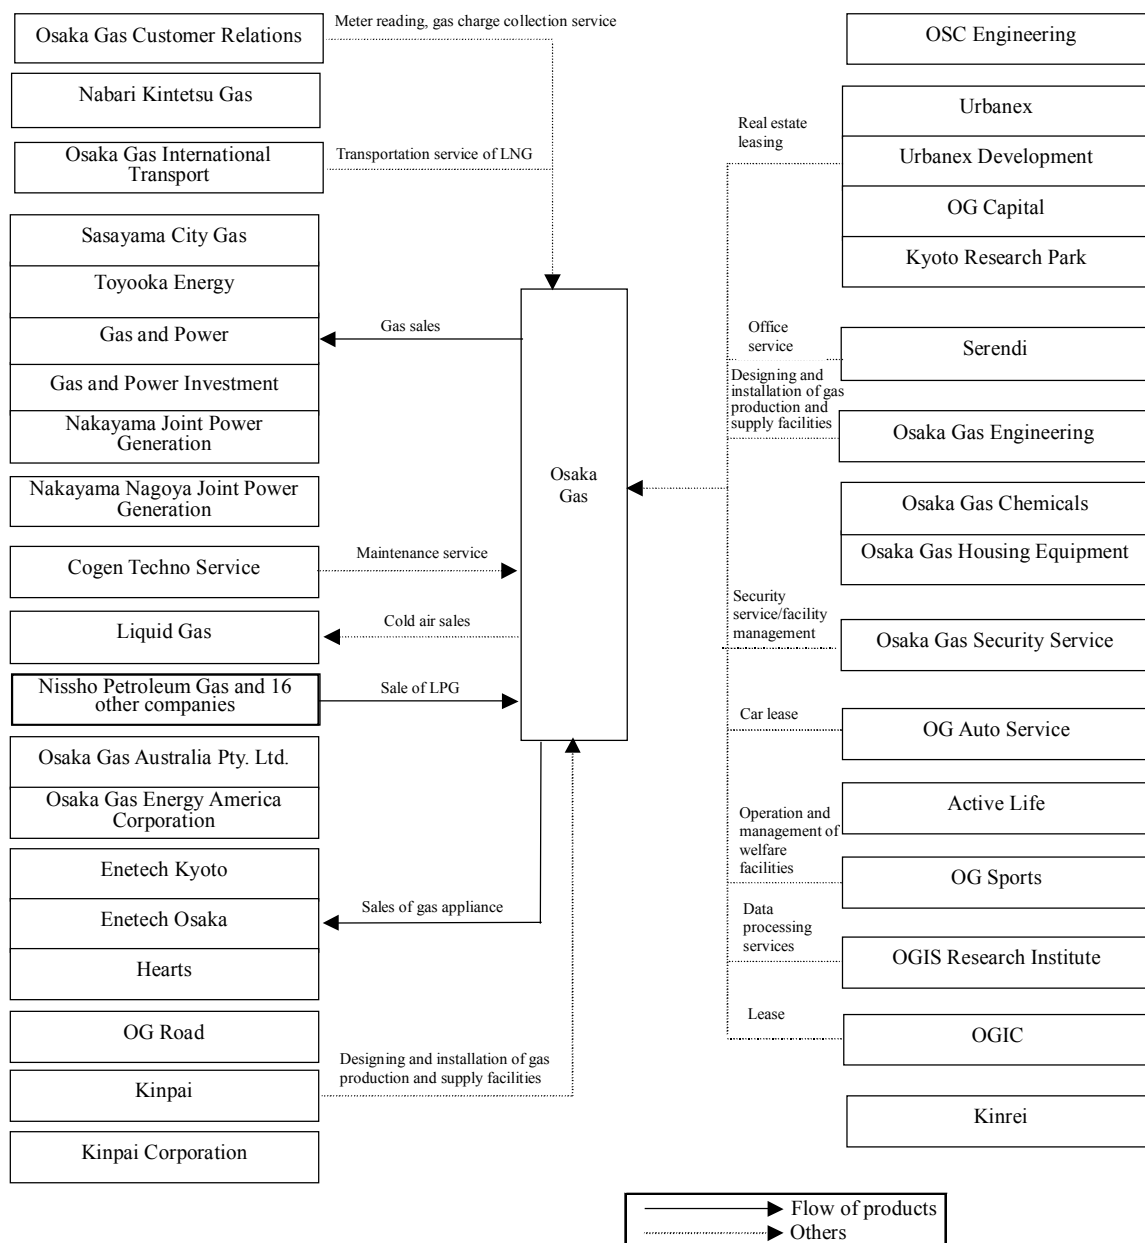 Osaka Gas Customer Relations
Meter reading, gas charge collection service
Nabari Kintetsu Gas
Osaka Gas International
Transport
Transportation service of LNG
Sasayama City Gas
Toyooka Energy
Gas and Power
Gas sales
Gas and Power Investment
Nakayama Joint Power
Generation
Nakayama Nagoya Joint Power
Generation
Cogen Techno Service
Maintenance service
Liquid Gas
Cold air sales
Nissho Petroleum Gas and 16
other companies
Sale of LPG
Osaka Gas Australia Pty. Ltd.
Osaka Gas Energy America
Corporation
Enetech Kyoto
Enetech Osaka
Sales of gas appliance
Hearts
OG Road
Kinpai
Designing and installation of gas
production and supply facilities
Kinpai Corporation
Osaka
Gas
OSC Engineering
Real estate
leasing
Urbanex
Urbanex Development
OG Capital
Kyoto Research Park
Office
service
Serendi
Designing and
installation of gas
production and
supply facilities
Osaka Gas Engineering
Osaka Gas Chemicals
Osaka Gas Housing Equipment
Security
service/facility
management
Osaka Gas Security Service
Car lease
OG Auto Service
Active Life
Operation and
management of
welfare
facilities
OG Sports
Data
processing
services
OGIS Research Institute
Lease
OGIC
Kinrei
Flow of products
Others